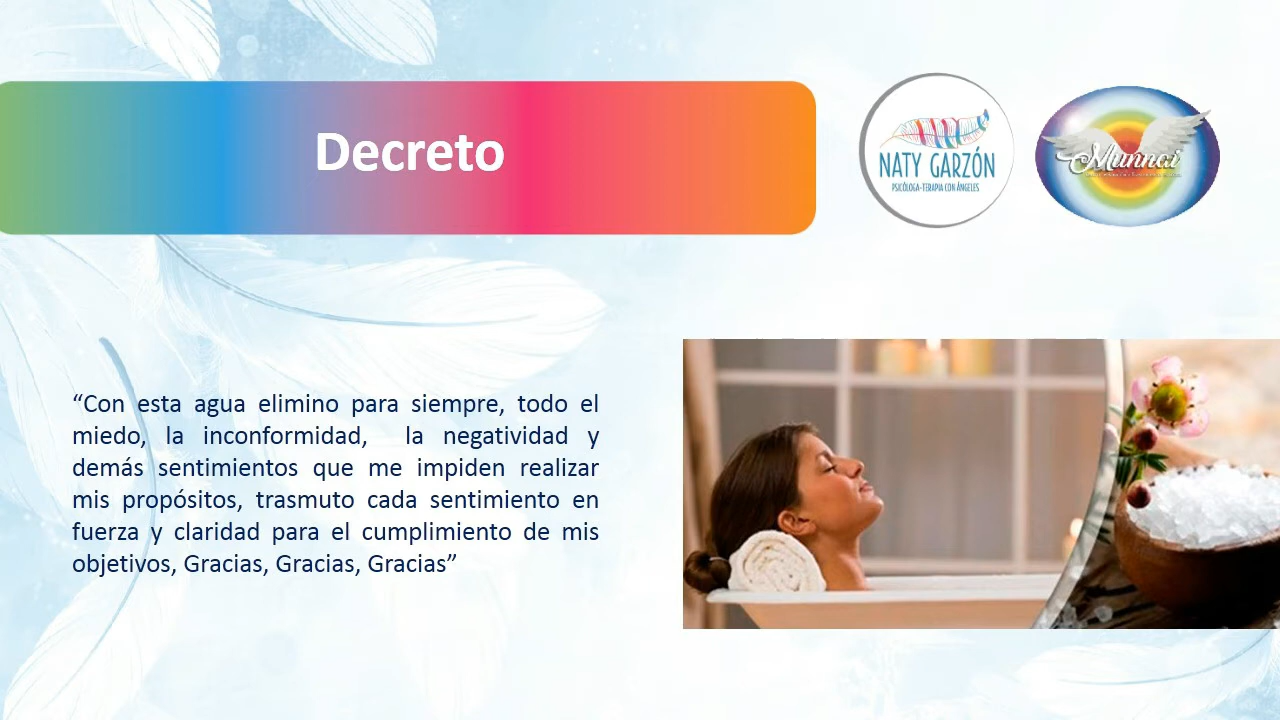 Decreto
NATY GARZÓN
PSICÓLOGA-TERAPIA CON ÁNGELES
Munnai
“Con esta agua elimino para siempre, todo el
miedo, la inconformidad, la negatividad y
demás sentimientos que me impiden realizar
mis propósitos, trasmuto cada sentimiento en
fuerza y claridad para el cumplimiento de mis
objetivos, Gracias, Gracias, Gracias”